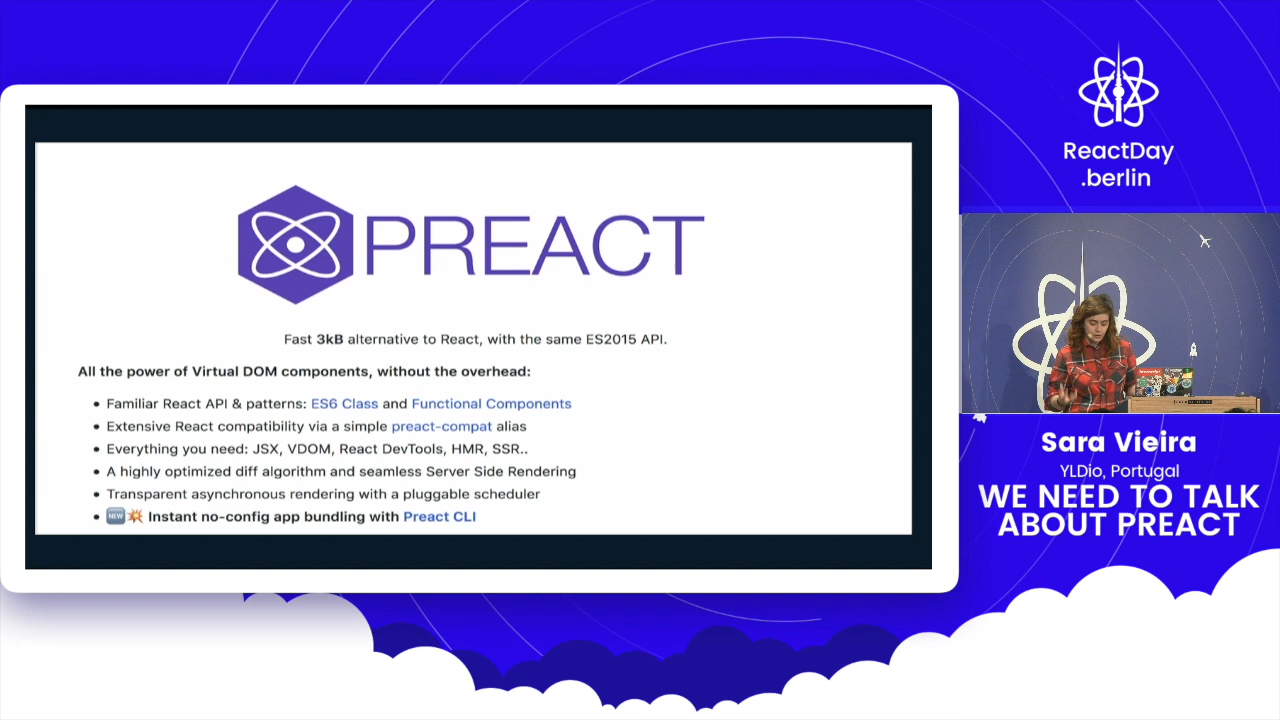 PREACT
Fast 3kB alternative to React, with the same ES2015 API.
All the power of Virtual DOM components, without the overhead:
• Familiar React API & patterns: ES6 Class and Functional Components
• Extensive React compatibility via a simple preact-compat alias
• Everything you need: JSX, VDOM, React DevTools, HMR, SSR..
• A highly optimized diff algorithm and seamless Server Side Rendering
• Transparent asynchronous rendering with a pluggable scheduler
• NEW Instant no-config app bundling with Preact CLI
ReactDay
.berlin
Sara Vieira
YLDio, Portugal
WE NEED TO TALK
ABOUT PREACT